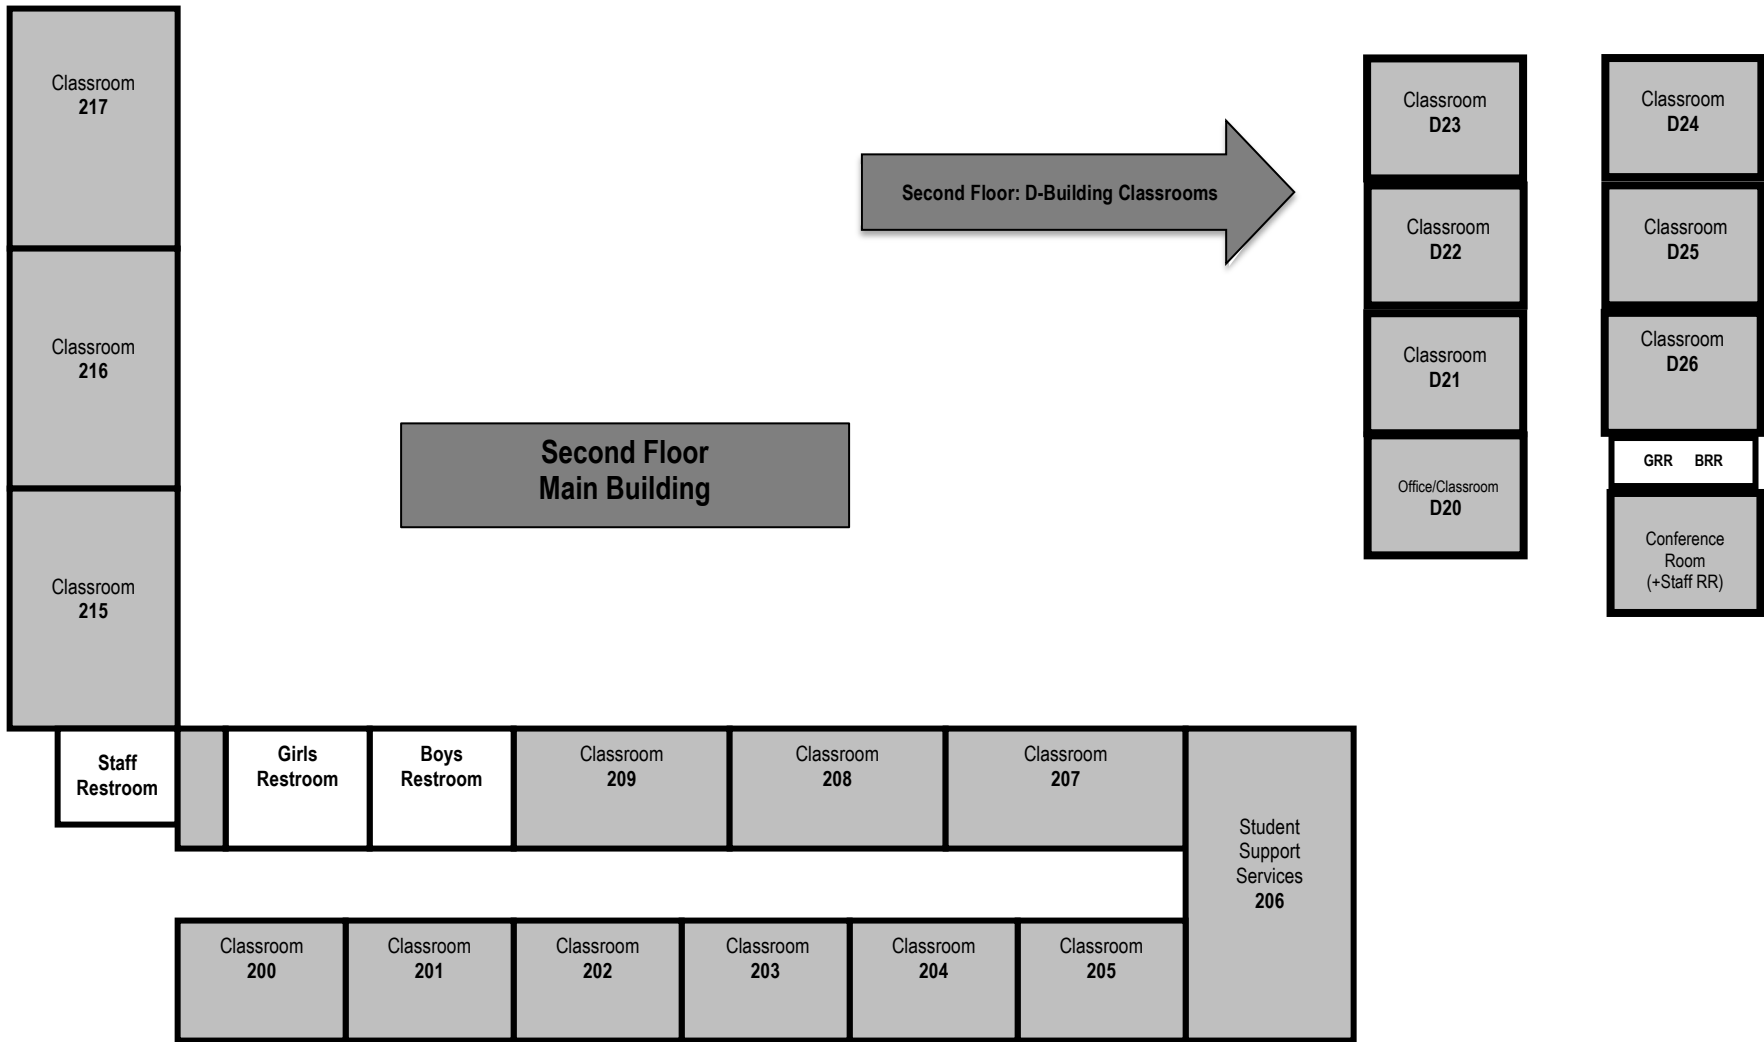 Classroom
217
Classroom
216
Classroom
215
Second Floor: D-Building Classrooms
Second Floor
Main Building
Classroom
D23
Classroom
D24
Classroom
D22
Classroom
D25
Classroom
D21
Classroom
D26
Office/Classroom
D20
GRR BRR
Conference
Room
(+Staff RR)
Staff
Restroom
Girls
Restroom
Boys
Restroom
Classroom
209
Classroom
208
Classroom
207
Student
Support
Services
206
Classroom
200
Classroom
201
Classroom
202
Classroom
203
Classroom
204
Classroom
205